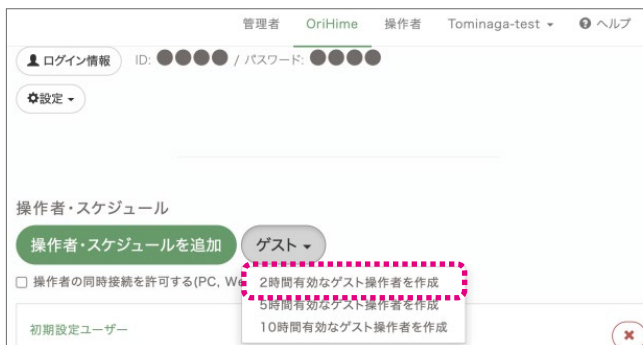 管理者 OriHime 操作者 Tominaga-test ヘルプ
ログイン情報 ID: ●●●● / パスワード: ●●●●
設定
操作者・スケジュール
操作者・スケジュールを追加 ゲスト
操作者の同時接続を許可する(PC, We
2時間有効なゲスト操作者を作成
5時間有効なゲスト操作者を作成
10時間有効なゲスト操作者を作成
初期設定ユーザー